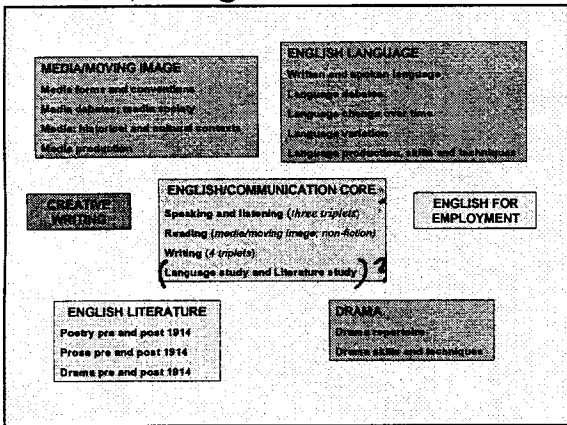 MEDIA/MOVING IMAGE
Media forms and conventions
Media debates; media society
Media: historical and cultural contexts
Media production
ENGLISH LANGUAGE
Written and spoken language
Language debates
Language change over time
Language variation
Language production, skills and techniques
CREATIVE
WRITING
ENGLISH/COMMUNICATION CORE
Speaking and listening (three triplets)
Reading (media/moving image; non-fiction)
Writing (4 triplets)
(Language study and Literature study) ?
ENGLISH FOR
EMPLOYMENT
ENGLISH LITERATURE
Poetry pre and post 1914
Prose pre and post 1914
Drama pre and post 1914
DRAMA
Drama repertoire
Drama skills and techniques